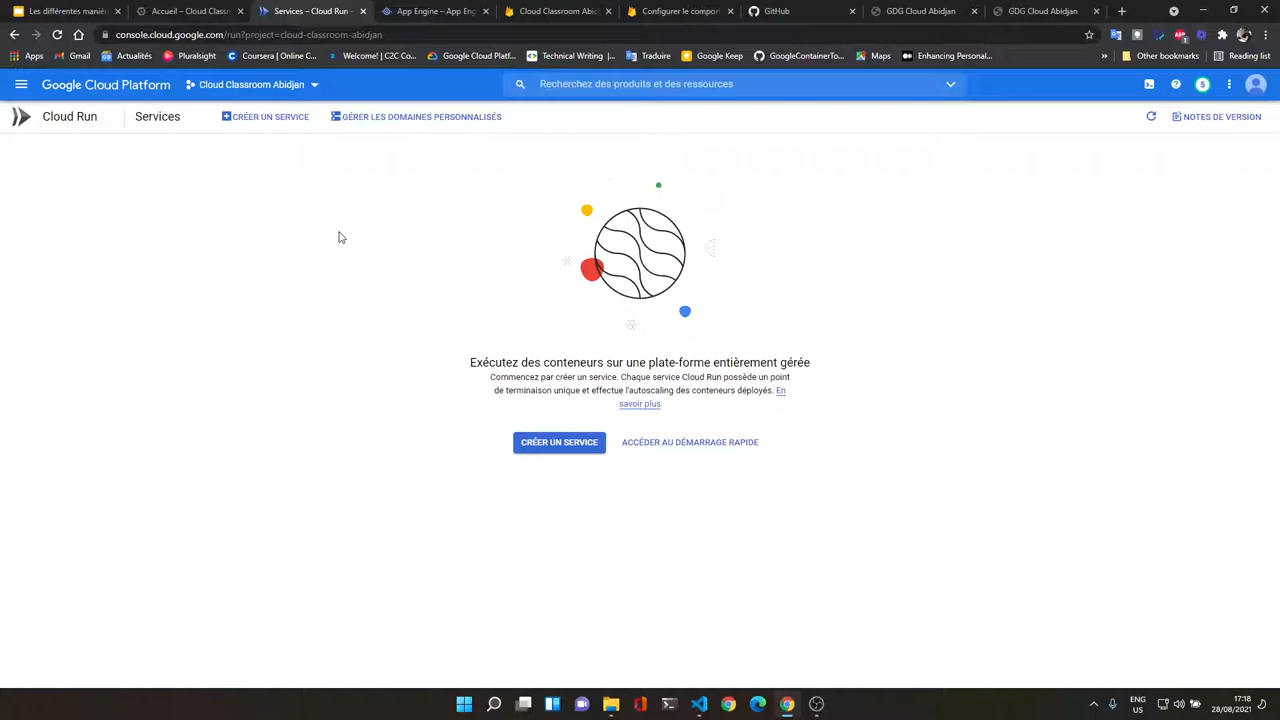 Les différentes manière
Accueil – Cloud Classr
Services – Cloud Run -
App Engine – App Eng
Cloud Classroom Abid
Configurer le comport
GitHub
GDG Cloud Abidjan
GDG Cloud Abidjan
console.cloud.google.com/run?project=cloud-classroom-abidjan
Apps
Gmail
Actualités
Pluralsight
Coursera | Online C...
Welcome! | C2C Co...
Google Cloud Platf...
Technical Writing |...
Traduire
Google Keep
GoogleContainerTo...
Maps
Enhancing Personal...
»
Other bookmarks
Reading list
Google Cloud Platform
Cloud Classroom Abidjan
Recherchez des produits et des ressources
5
Cloud Run
Services
CRÉER UN SERVICE
GÉRER LES DOMAINES PERSONNALISÉS
NOTES DE VERSION
Exécutez des conteneurs sur une plate-forme entièrement gérée
Commencez par créer un service. Chaque service Cloud Run possède un point
de terminaison unique et effectue l'autoscaling des conteneurs déployés. En
savoir plus
CRÉER UN SERVICE
ACCÉDER AU DÉMARRAGE RAPIDE
ENG
US
17:18
28/08/2021